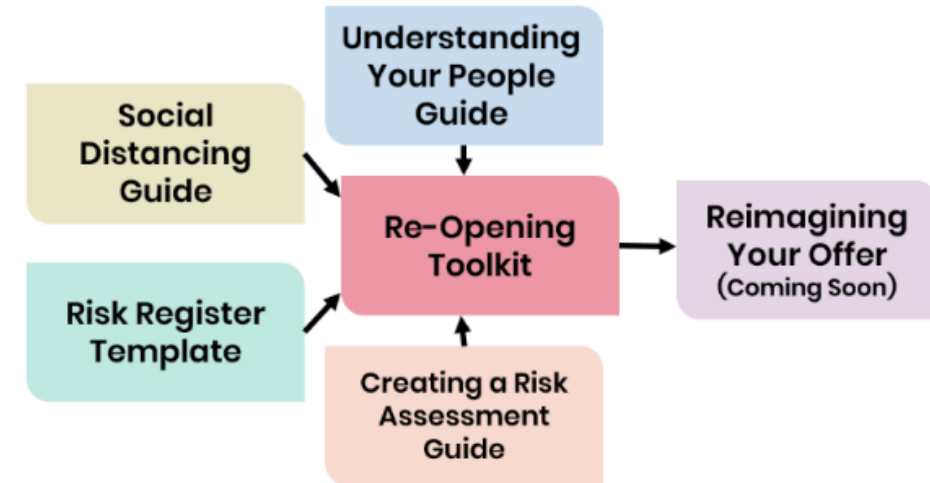 Understanding
Your People
Guide
Social
Distancing
Guide
Re-Opening
Toolkit
Reimagining
Your Offer
(Coming Soon)
Risk Register
Template
Creating a Risk
Assessment
Guide